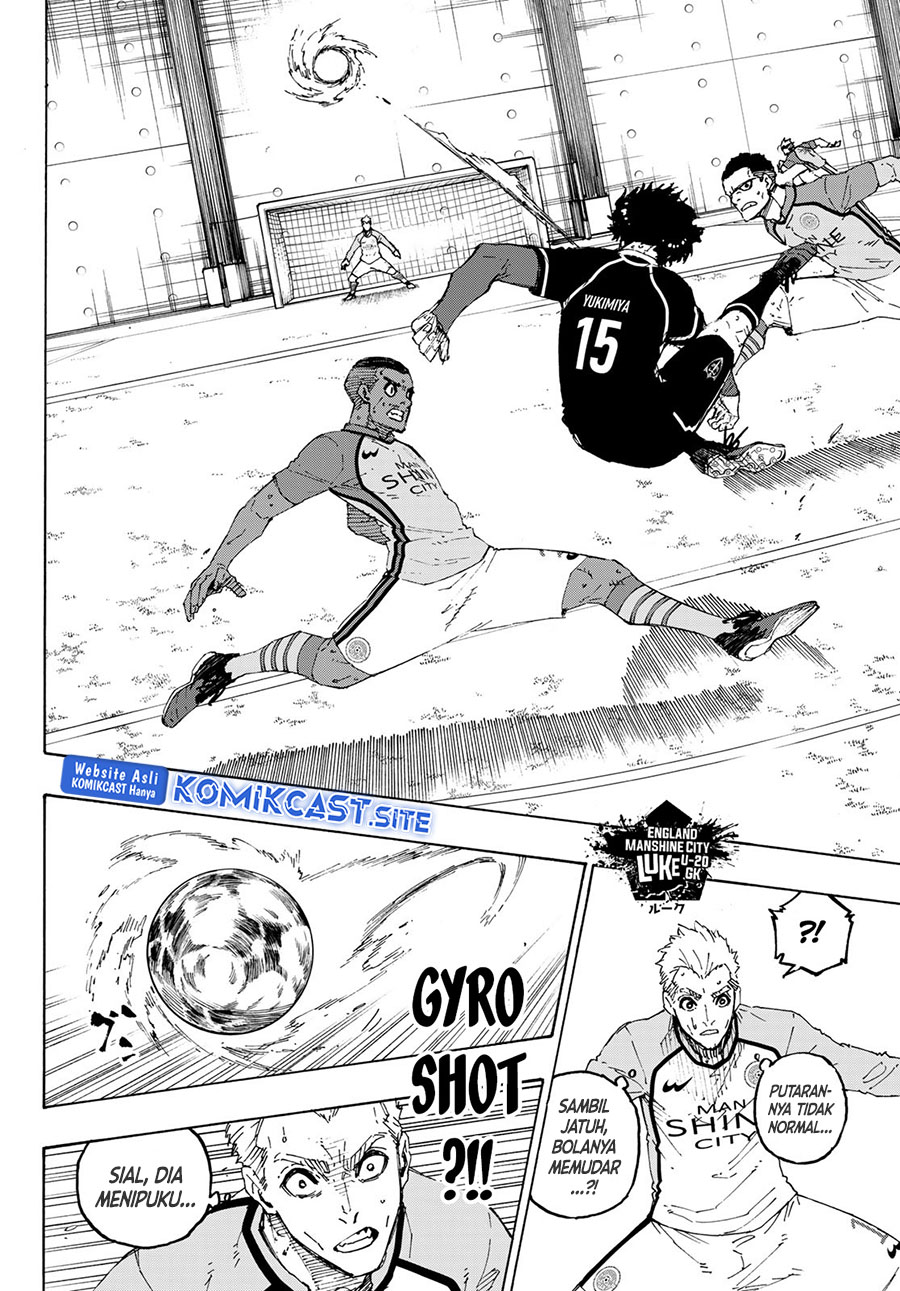 YUKIMIYA
15
MAN
SHINE
CITY
Website Asli
KOMIKCAST Hanya
KOMIKCAST.SITE
ENGLAND
MANSHINE CITY
LUKE U-20
GK
ルーク
?!
PUTARAN-
NYA TIDAK
NORMAL...
SAMBIL
JATUH,
BOLANYA
MEMUDAR
...?!
MAN
SHIN
CITY
GYRO
SHOT
?!!
SIAL, DIA
MENIPUKU...